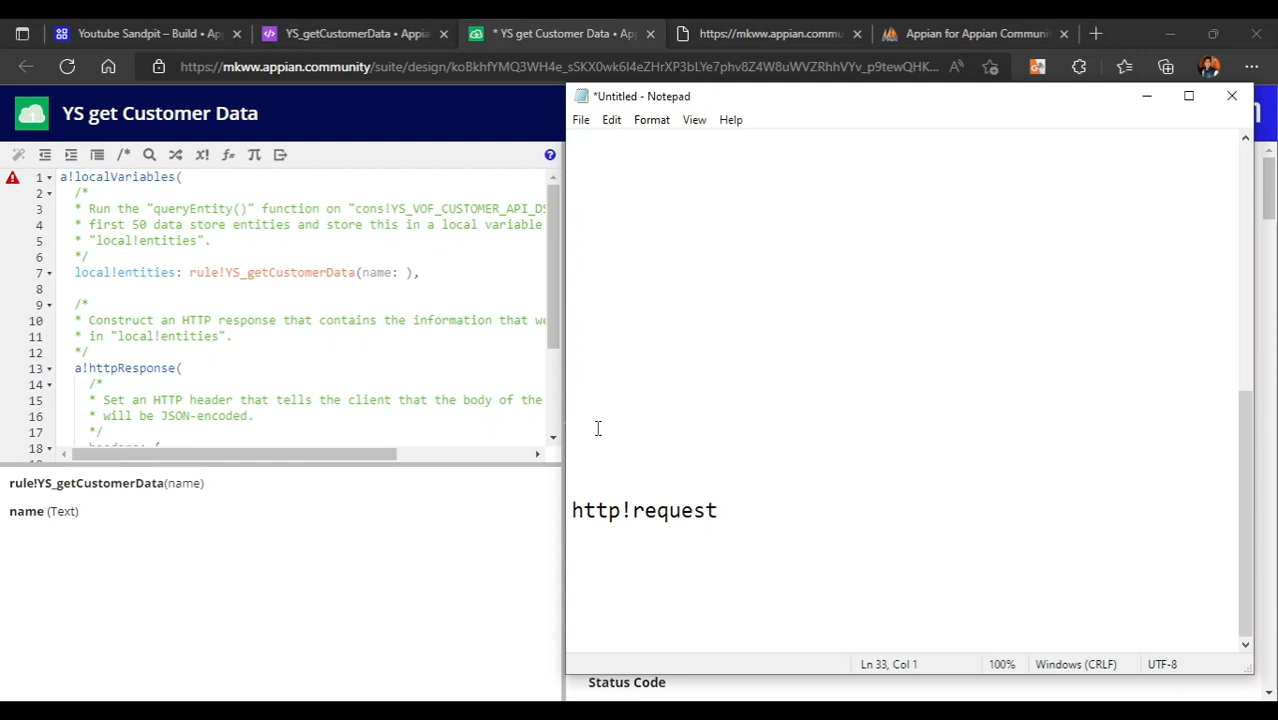 Youtube Sandpit – Build • Ap
YS_getCustomerData • Appia
* YS get Customer Data • Ap
https://mkww.appian.commu
Appian for Appian Communit
https://mkww.appian.community/suite/design/koBkhfYMQ3WH4e_sSKX0wk6l4eZHrXP3bLYe7phv8Z4W8uWVZRhhVYv_p9tewQHK...
YS get Customer Data
*Untitled - Notepad
File Edit Format View Help
1 a!localVariables(
2 /*
3 * Run the "queryEntity()" function on "cons!YS_VOF_CUSTOMER_API_DS
4 * first 50 data store entities and store this in a local variable
5 * "local!entities".
6 */
7 local!entities: rule!YS_getCustomerData(name: ),
8
9 /*
10 * Construct an HTTP response that contains the information that we
11 * in "local!entities".
12 */
13 a!httpResponse(
14 /*
15 * Set an HTTP header that tells the client that the body of the
16 * will be JSON-encoded.
17 */
18 headers: {
rule!YS_getCustomerData(name)
name (Text)
http!request
Ln 33, Col 1 100% Windows (CRLF) UTF-8
Status Code